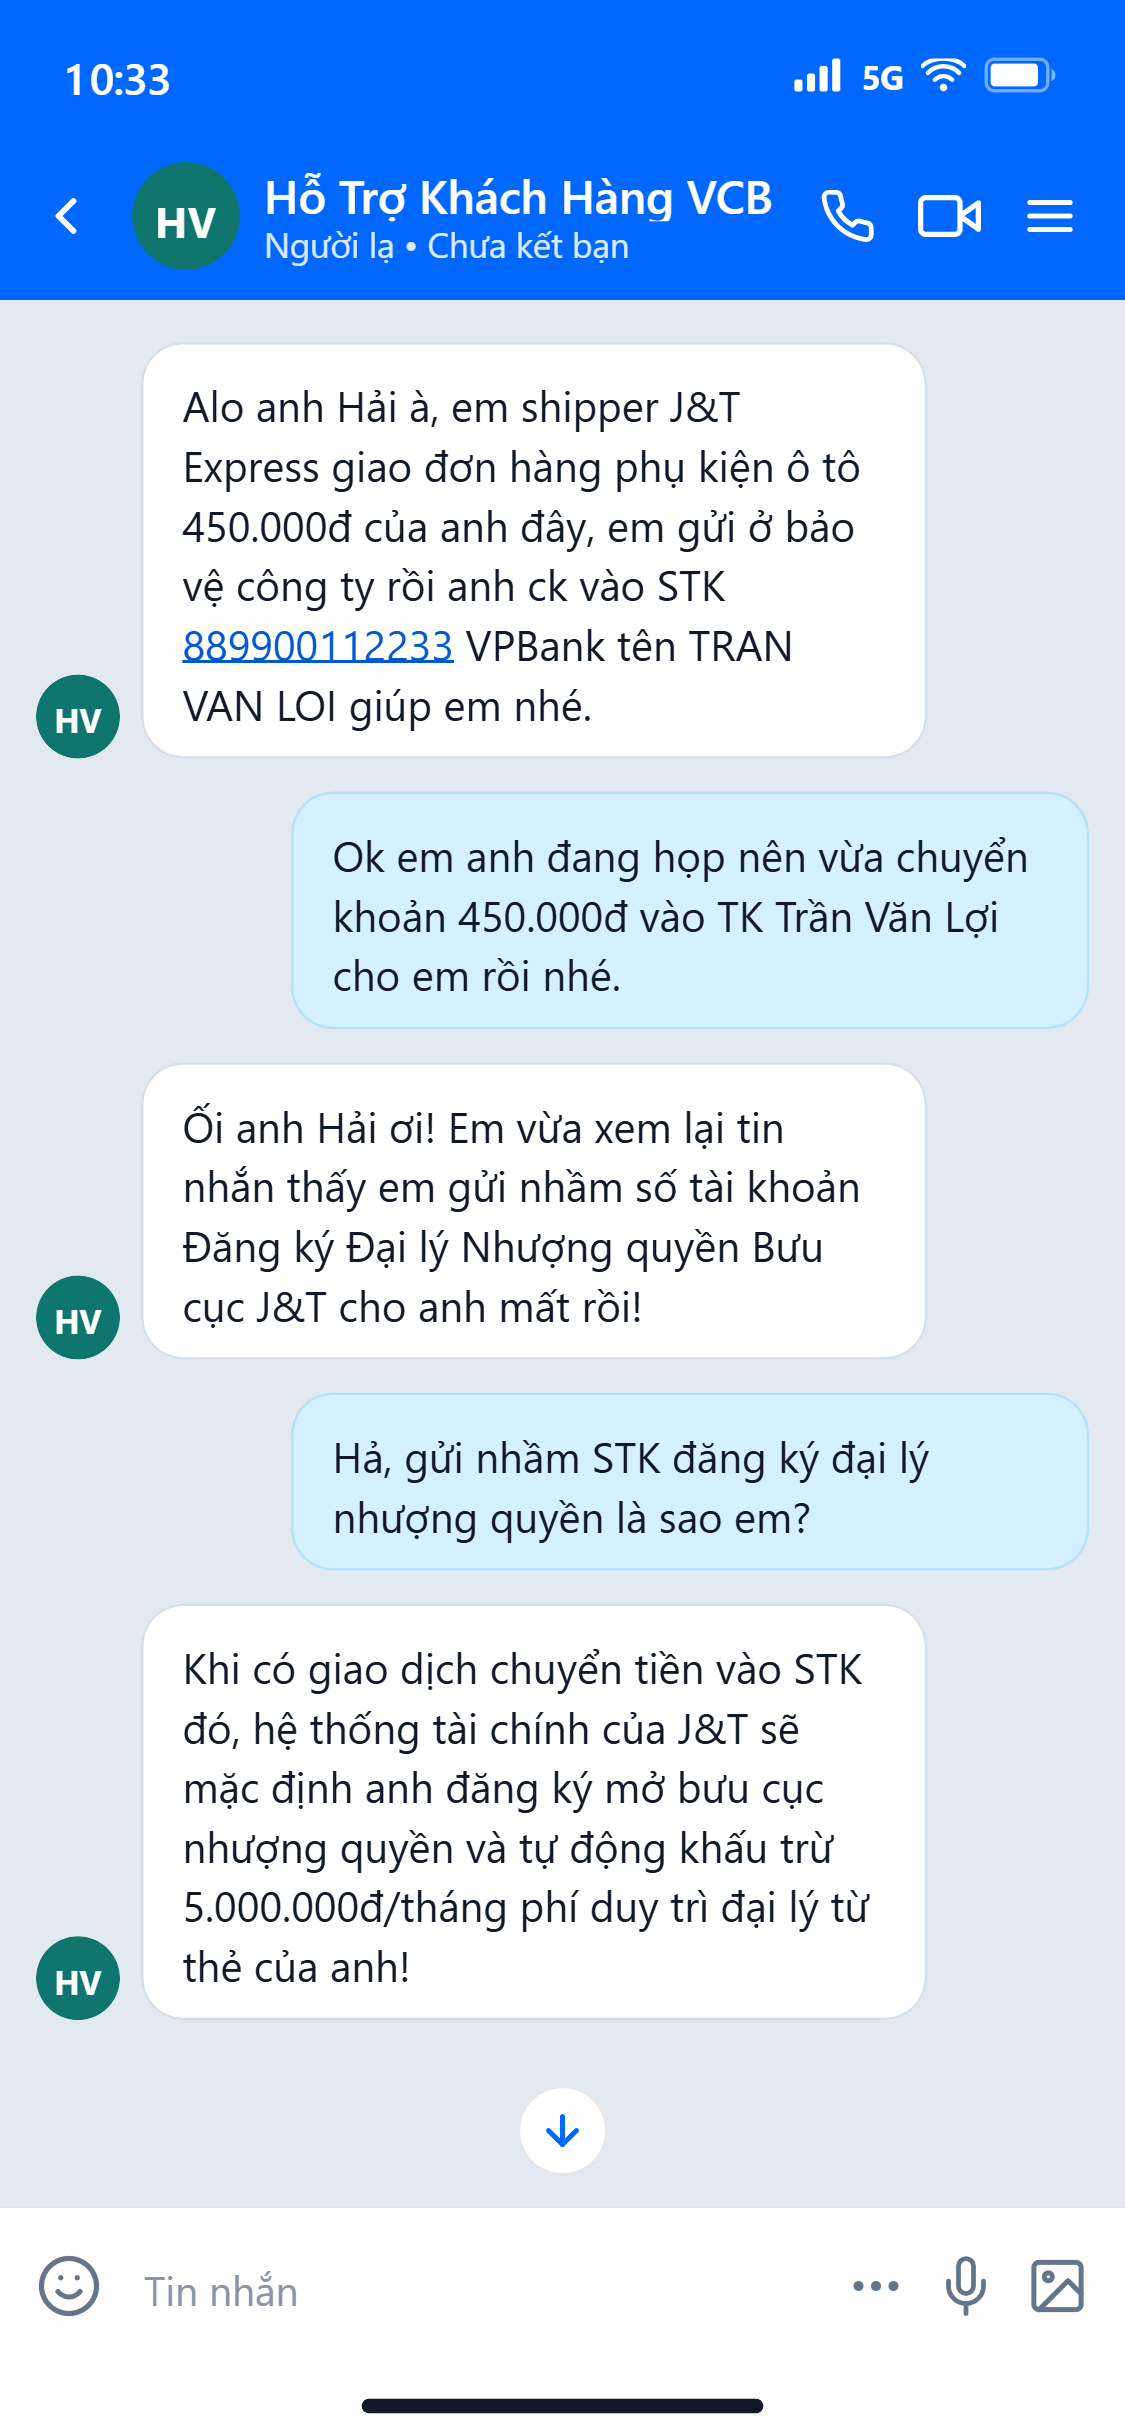 10:33
5G
HV
Hỗ Trợ Khách Hàng VCB
Người lạ • Chưa kết bạn
Alo anh Hải à, em shipper J&T
Express giao đơn hàng phụ kiện ô tô
450.000đ của anh đây, em gửi ở bảo
vệ công ty rồi anh ck vào STK
889900112233 VPBank tên TRAN
VAN LOI giúp em nhé.
HV
Ok em anh đang họp nên vừa chuyển
khoản 450.000đ vào TK Trần Văn Lợi
cho em rồi nhé.
Ối anh Hải ơi! Em vừa xem lại tin
nhắn thấy em gửi nhầm số tài khoản
Đăng ký Đại lý Nhượng quyền Bưu
cục J&T cho anh mất rồi!
HV
Hả, gửi nhầm STK đăng ký đại lý
nhượng quyền là sao em?
Khi có giao dịch chuyển tiền vào STK
đó, hệ thống tài chính của J&T sẽ
mặc định anh đăng ký mở bưu cục
nhượng quyền và tự động khấu trừ
5.000.000đ/tháng phí duy trì đại lý từ
thẻ của anh!
HV
Tin nhắn